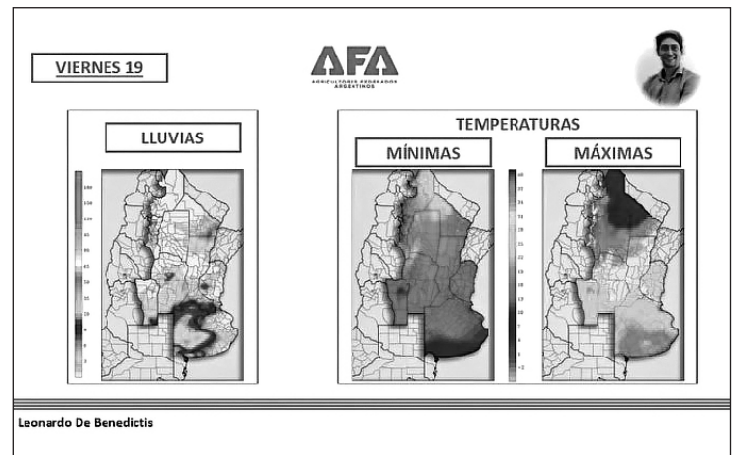 VIERNES 19
AFA
AGRICULTORES FEDERADOS
ARGENTINOS
LLUVIAS
TEMPERATURAS
MÍNIMAS
MÁXIMAS
Leonardo De Benedictis